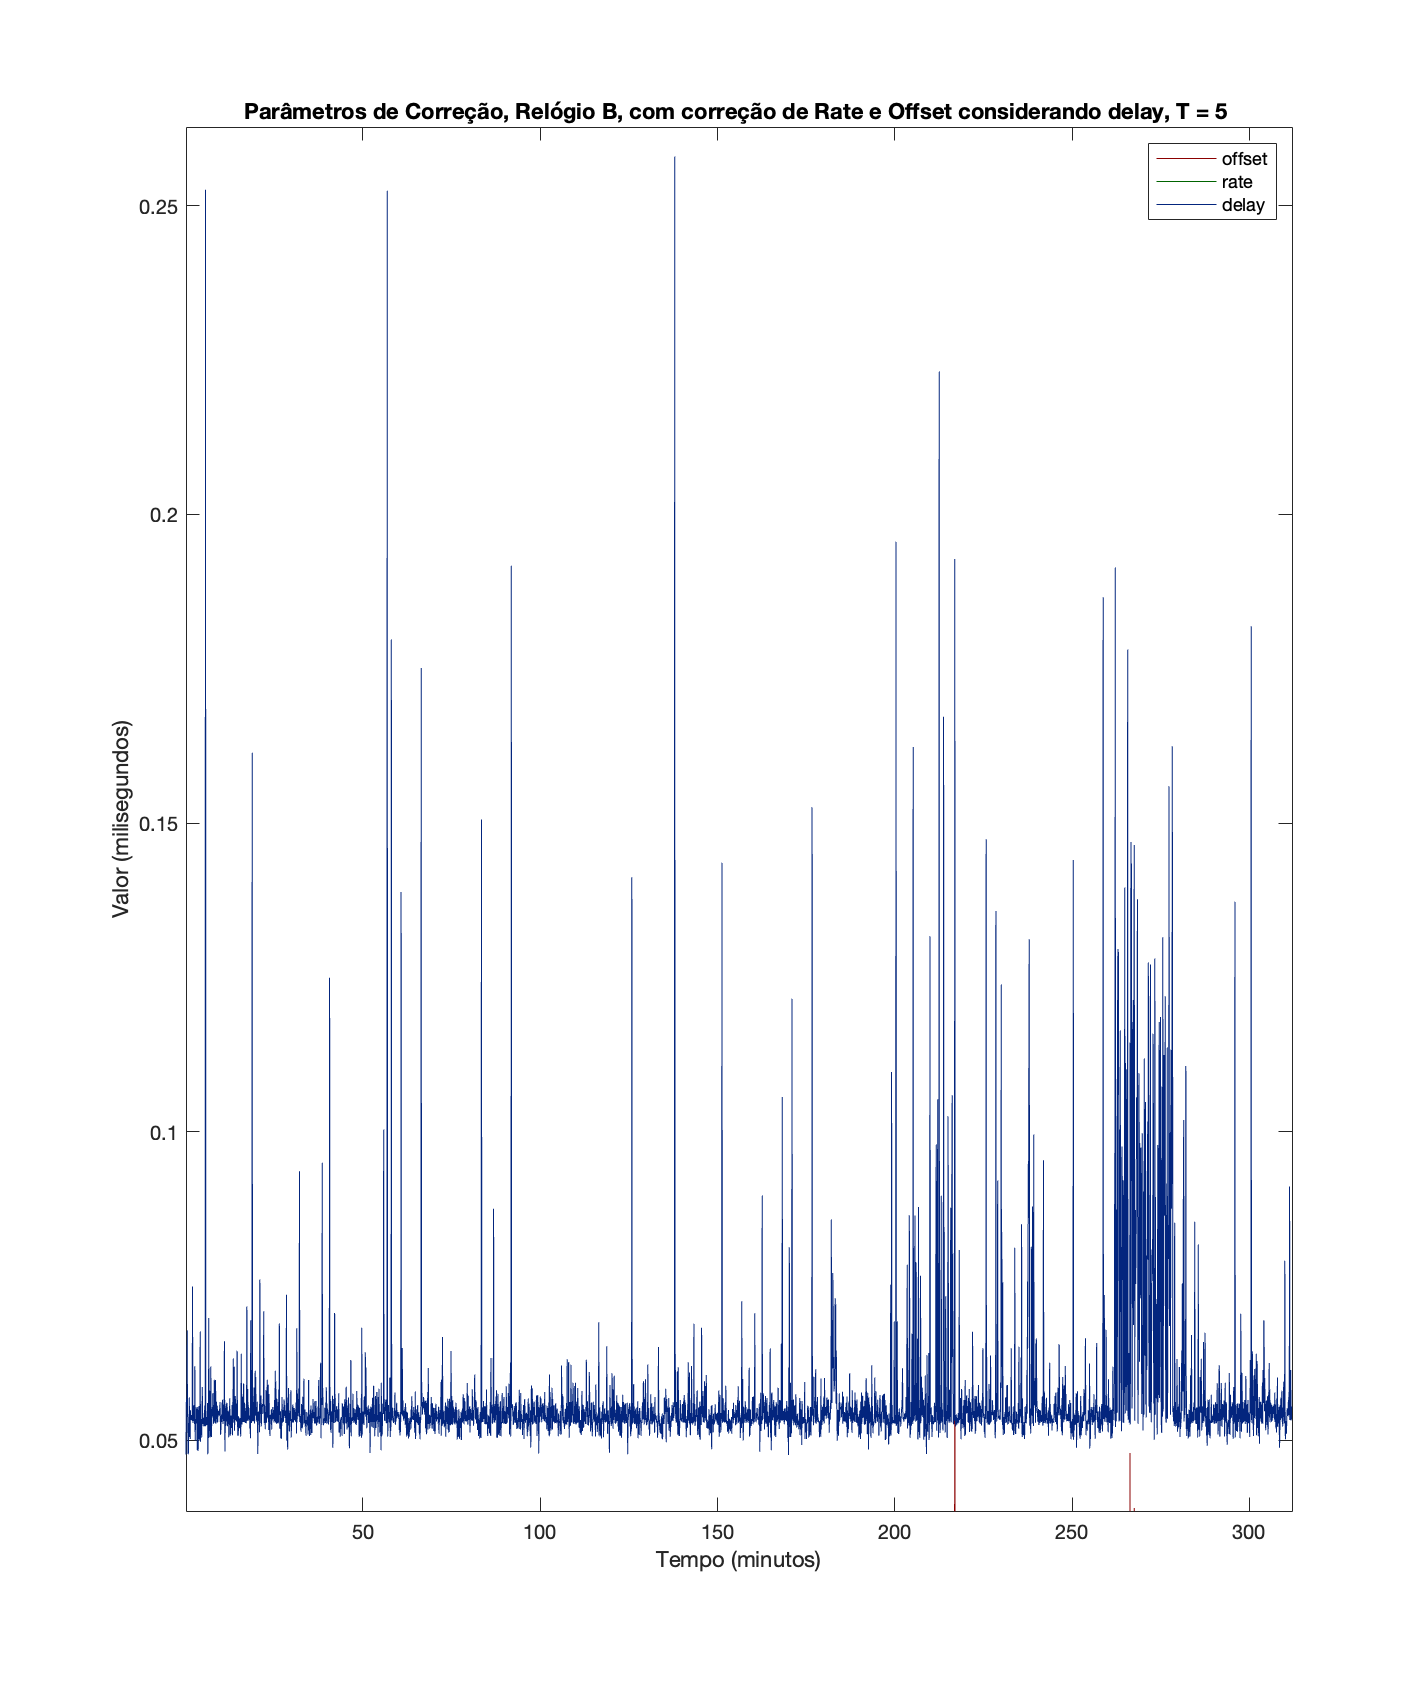 Parâmetros de Correção, Relógio B, com correção de Rate e Offset considerando delay, T = 5
offset
rate
delay
0.25
0.2
0.15
0.1
0.05
Valor (milisegundos)
50
100
150
200
250
300
Tempo (minutos)